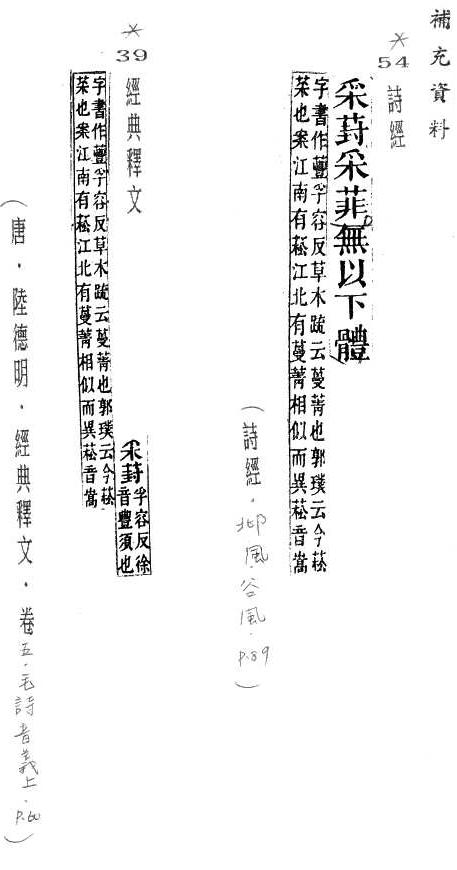 補充資料
*
54
詩經
采葑采菲無以下體
字書作蘴孚容反草木疏云蔓菁也郭璞云今菘
菜也案江南有菘江北有蔓菁相似而異菘音嵩
(詩經．邶風．谷風．P.89)
*
39
經典釋文
采葑孚容反徐
音豐須也
字書作蘴孚容反草木疏云蔓菁也郭璞云今菘
菜也案江南有菘江北有蔓菁相似而異菘音嵩
(唐．陸德明．經典釋文．卷五．毛詩音義上．P.60)